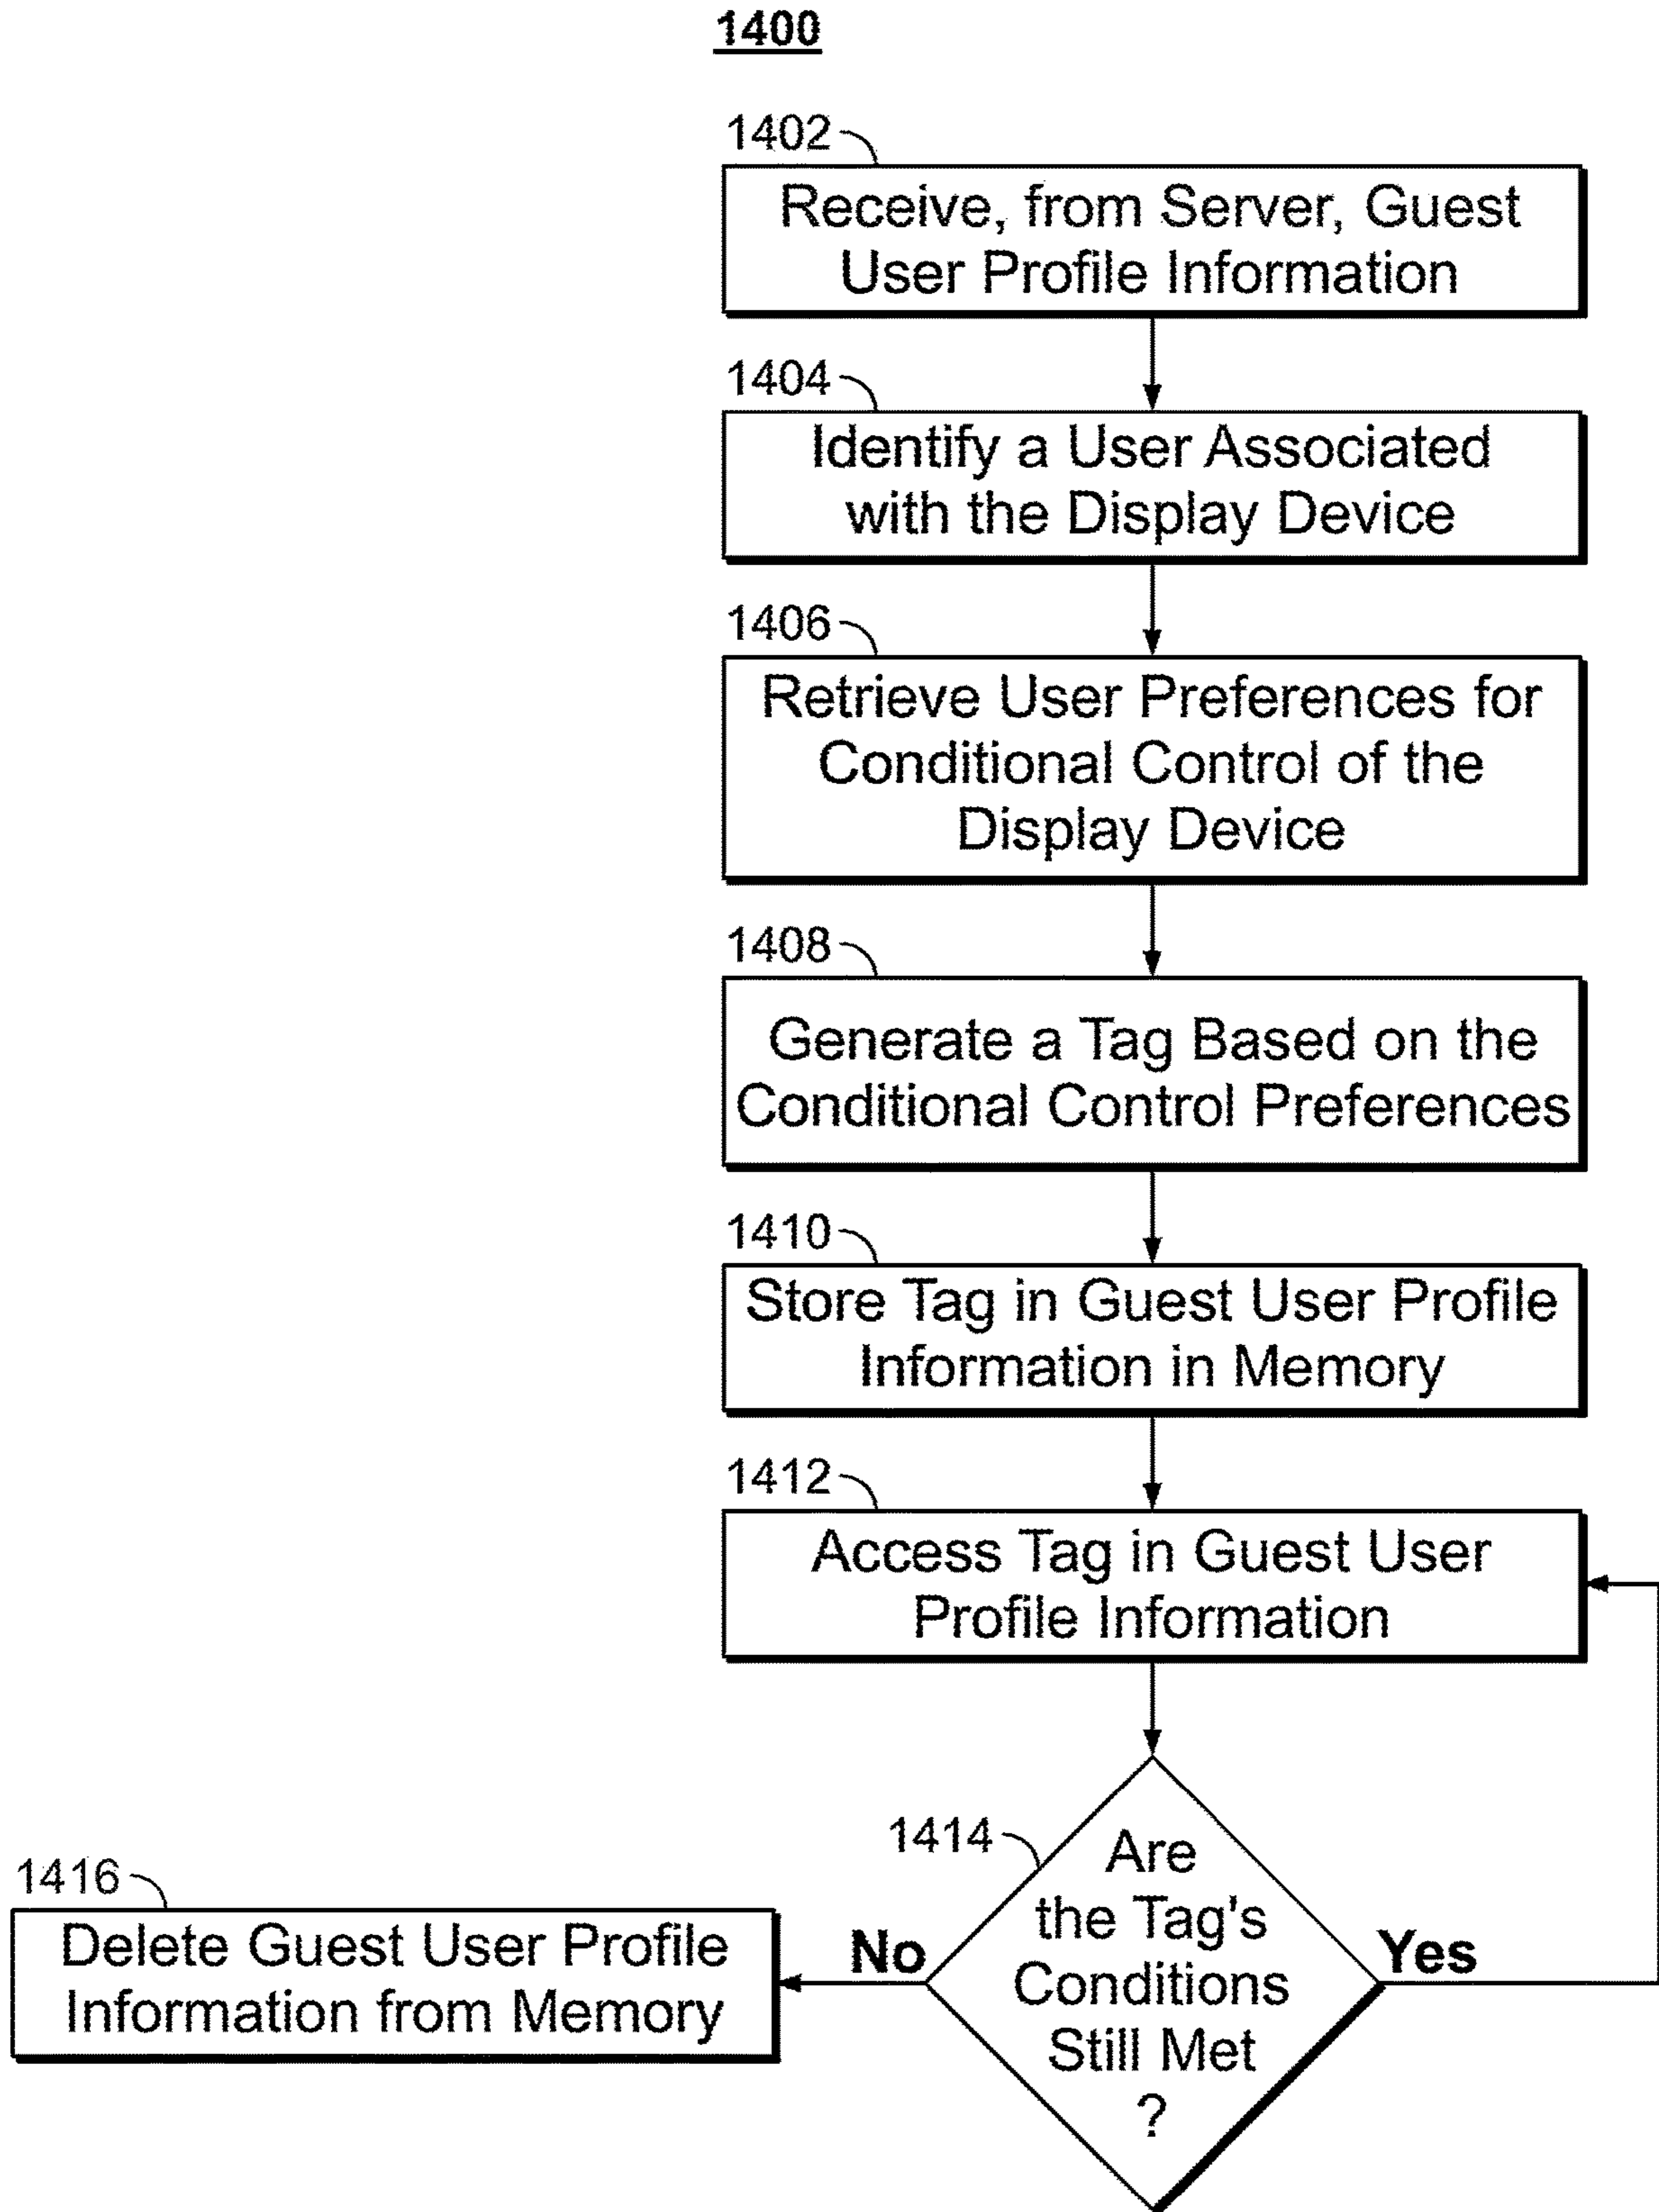 1400
1402
Receive, from Server, Guest
User Profile Information
1404
Identify a User Associated
with the Display Device
1406
Retrieve User Preferences for
Conditional Control of the
Display Device
1408
Generate a Tag Based on the
Conditional Control Preferences
1410
Store Tag in Guest User Profile
Information in Memory
1412
Access Tag in Guest User
Profile Information
1414
Are
the Tag's
Conditions
Still Met
?
Yes
No
1416
Delete Guest User Profile
Information from Memory